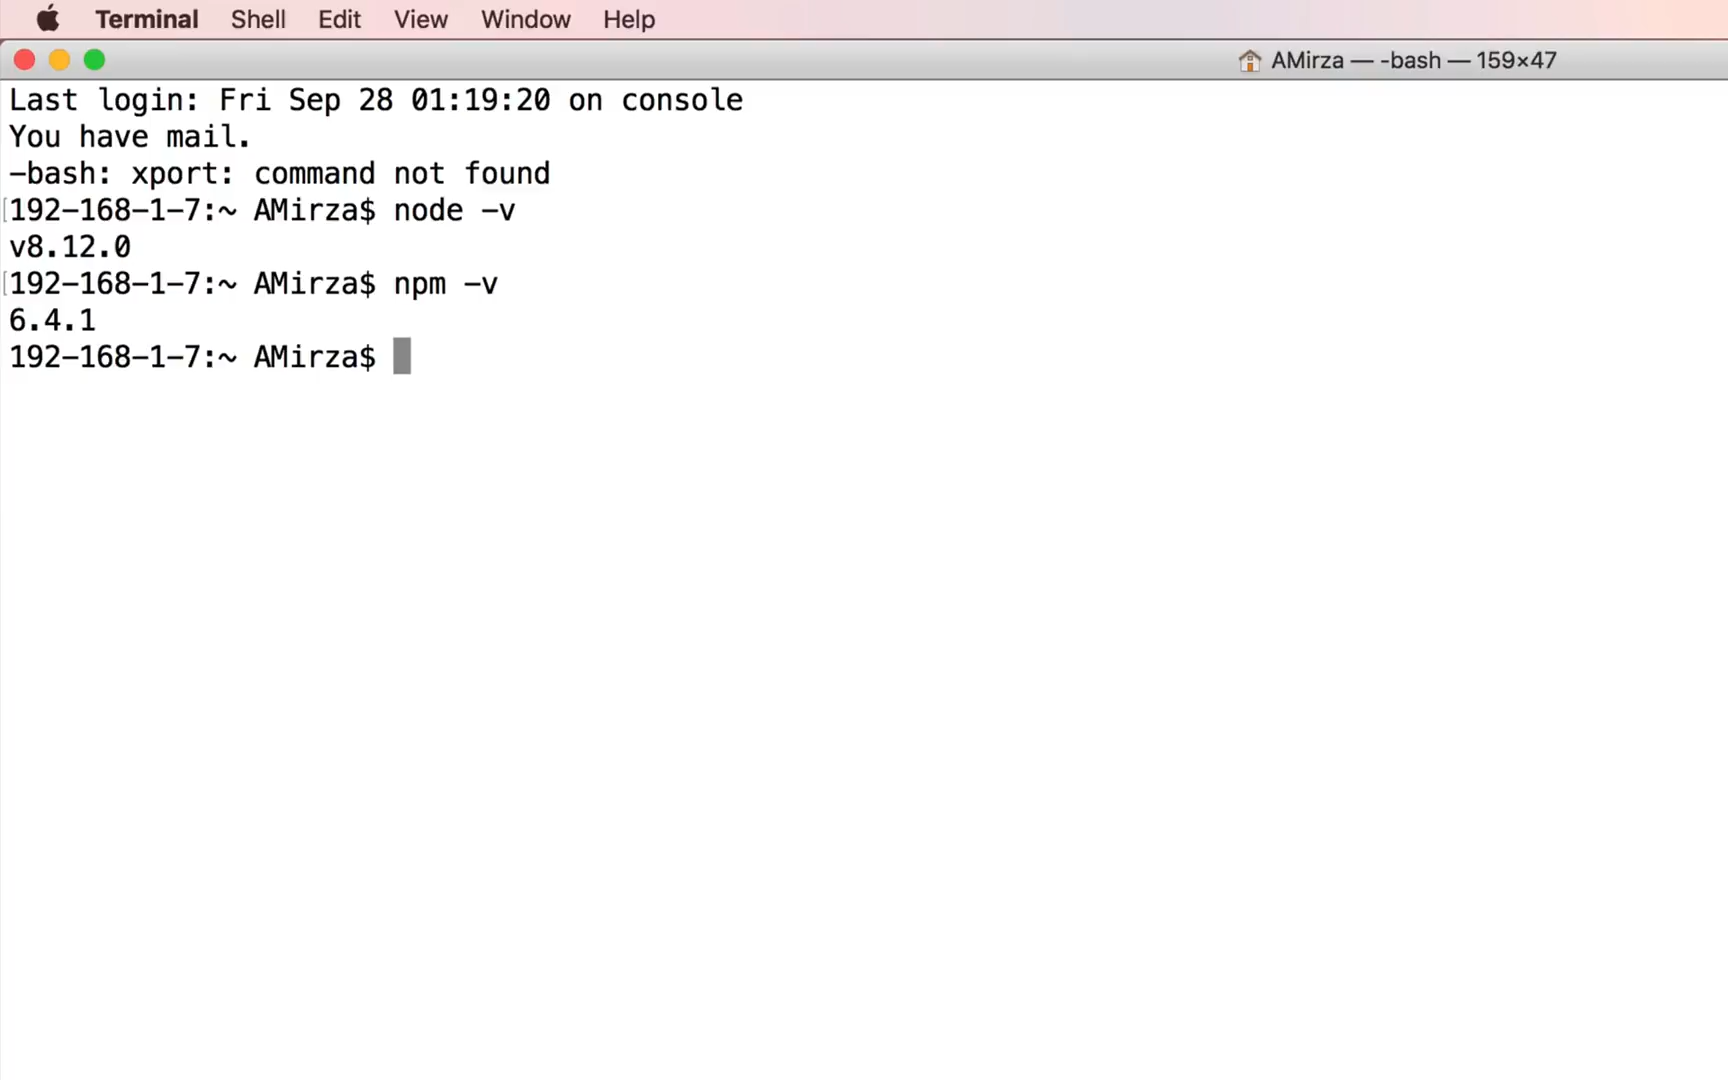 Terminal Shell Edit View Window Help
AMirza — -bash — 159×47
Last login: Fri Sep 28 01:19:20 on console
You have mail.
-bash: xport: command not found
[192-168-1-7:~ AMirza$ node -v
v8.12.0
[192-168-1-7:~ AMirza$ npm -v
6.4.1
192-168-1-7:~ AMirza$